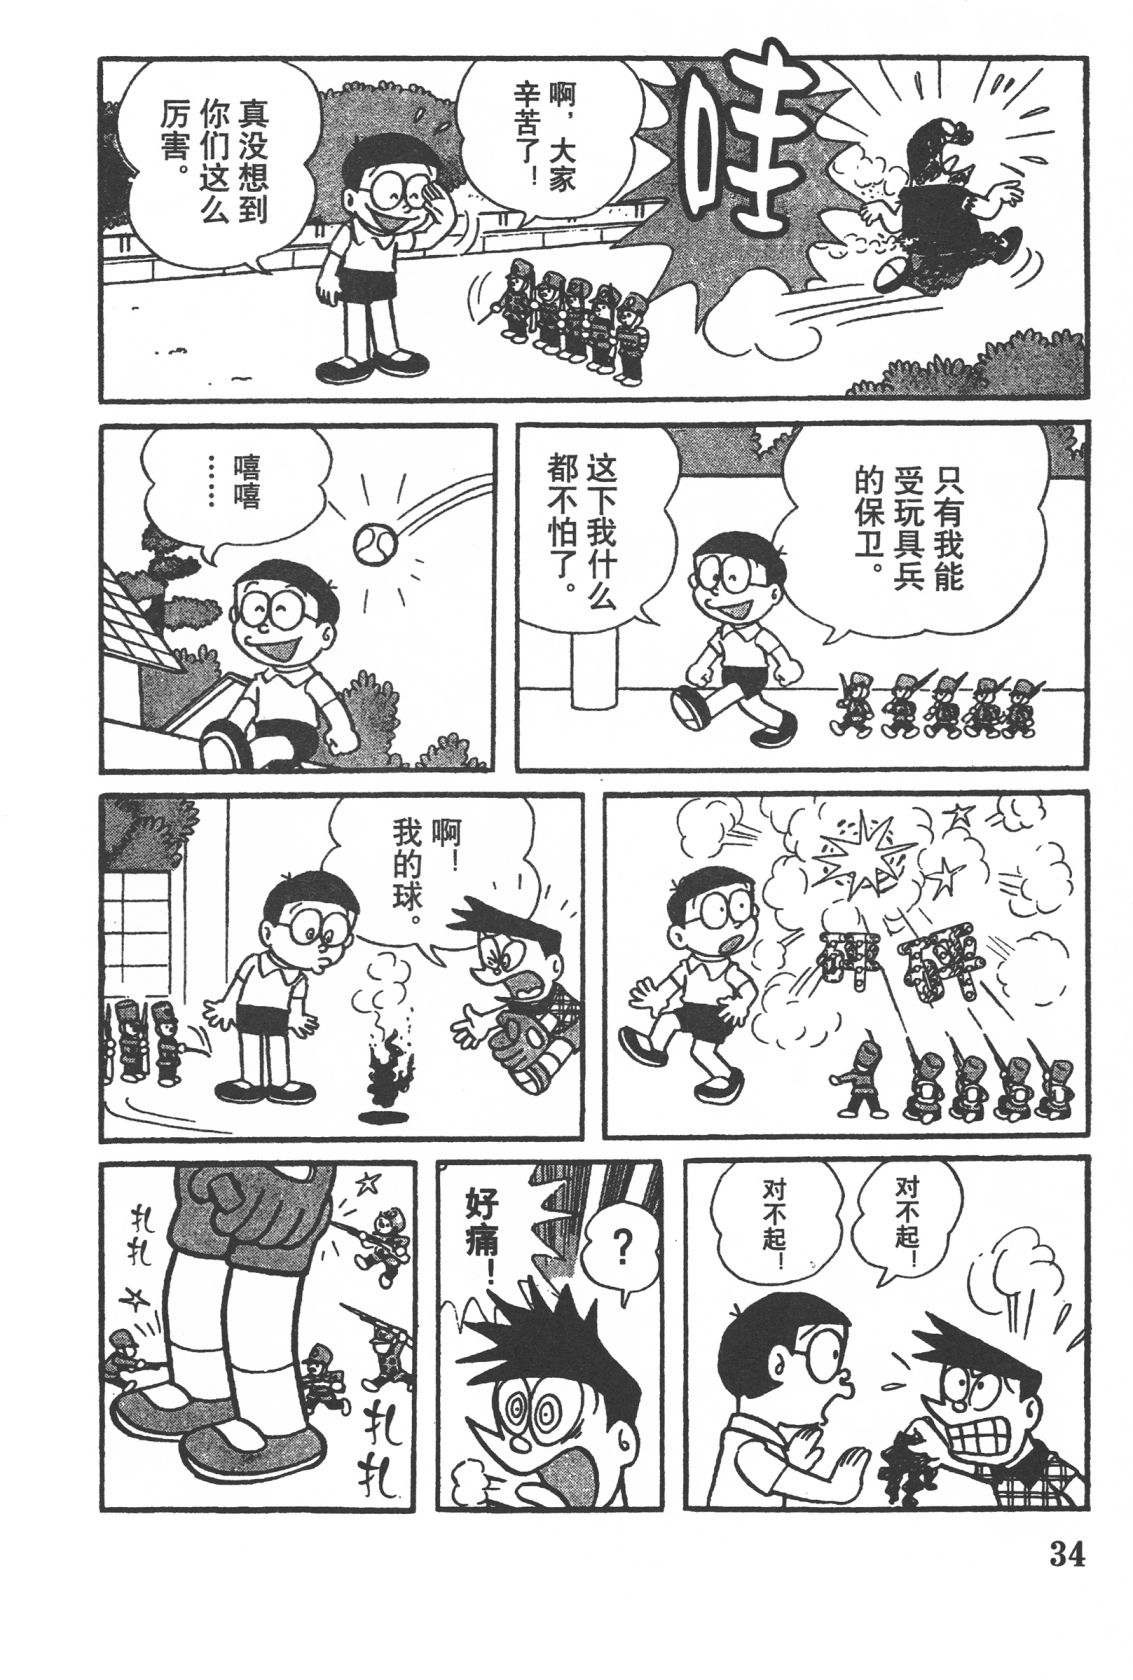 哇
啊，大家
辛苦了！
真没想到
你们这么
厉害。
只有我能
受玩具兵
的保卫。
这下我什么
都不怕了。
嘻嘻
……
砰
砰
啊！
我的球。
对不起！
对不起！
？
好痛！
扎
扎
扎
扎
34